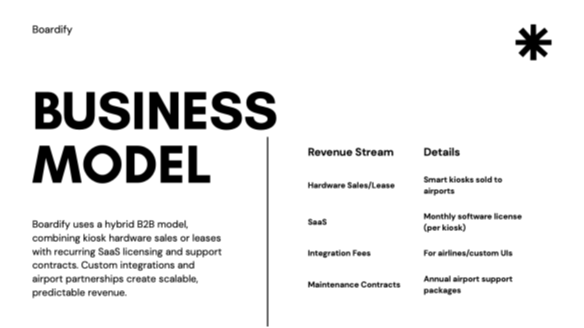 Boardify
BUSINESS
MODEL
Boardify uses a hybrid B2B model,
combining kiosk hardware sales or leases
with recurring SaaS licensing and support
contracts. Custom integrations and
airport partnerships create scalable,
predictable revenue.
Revenue Stream Details
Hardware Sales/Lease Smart kiosks sold to
airports
SaaS Monthly software license
(per kiosk)
Integration Fees For airlines/custom UIs
Maintenance Contracts Annual airport support
packages